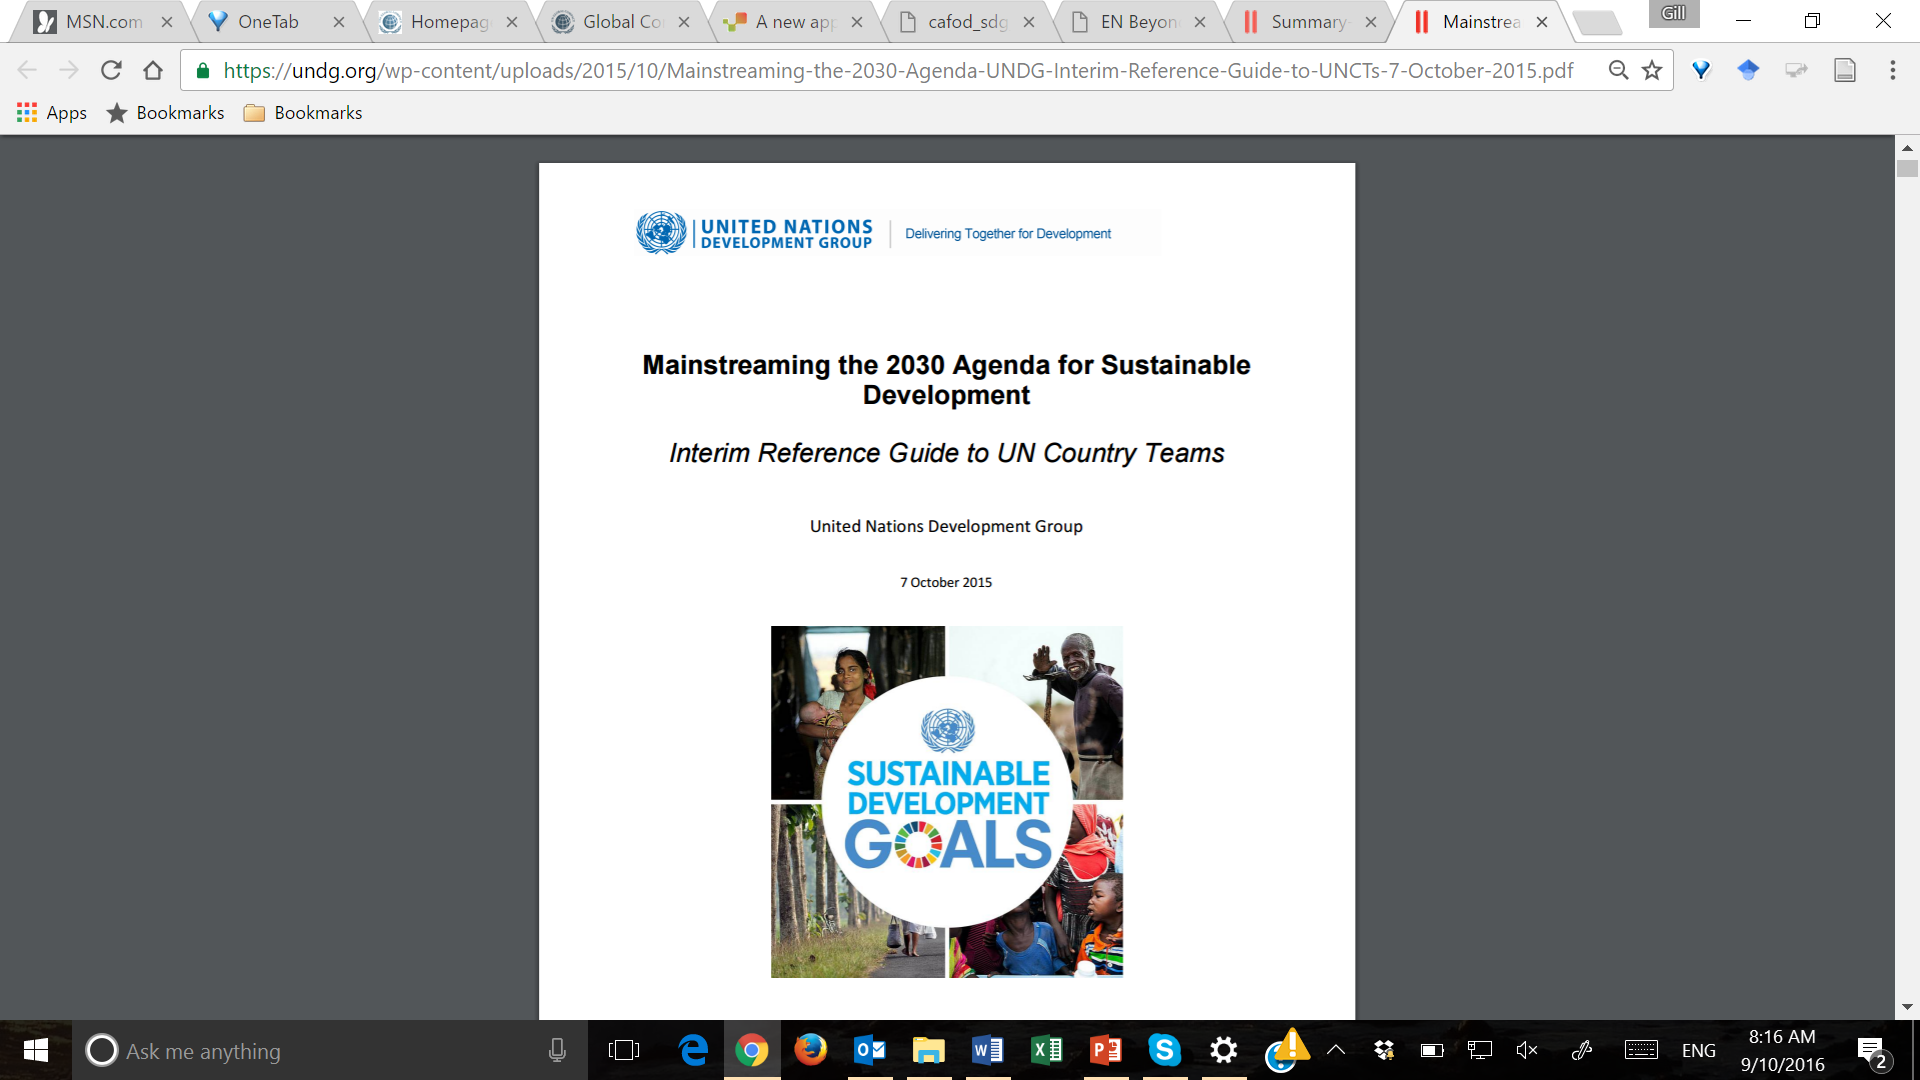 MSN.com
OneTab
Homepag
Global Co
A new app
cafod_sdg
EN Beyon
Summary-
Mainstrea
Gill
https://undg.org/wp-content/uploads/2015/10/Mainstreaming-the-2030-Agenda-UNDG-Interim-Reference-Guide-to-UNCTs-7-October-2015.pdf
Apps
Bookmarks
Bookmarks
UNITED NATIONS
DEVELOPMENT GROUP
Delivering Together for Development
Mainstreaming the 2030 Agenda for Sustainable
Development
Interim Reference Guide to UN Country Teams
United Nations Development Group
7 October 2015
SUSTAINABLE
DEVELOPMENT
GOALS
Ask me anything
ENG
8:16 AM
9/10/2016
2